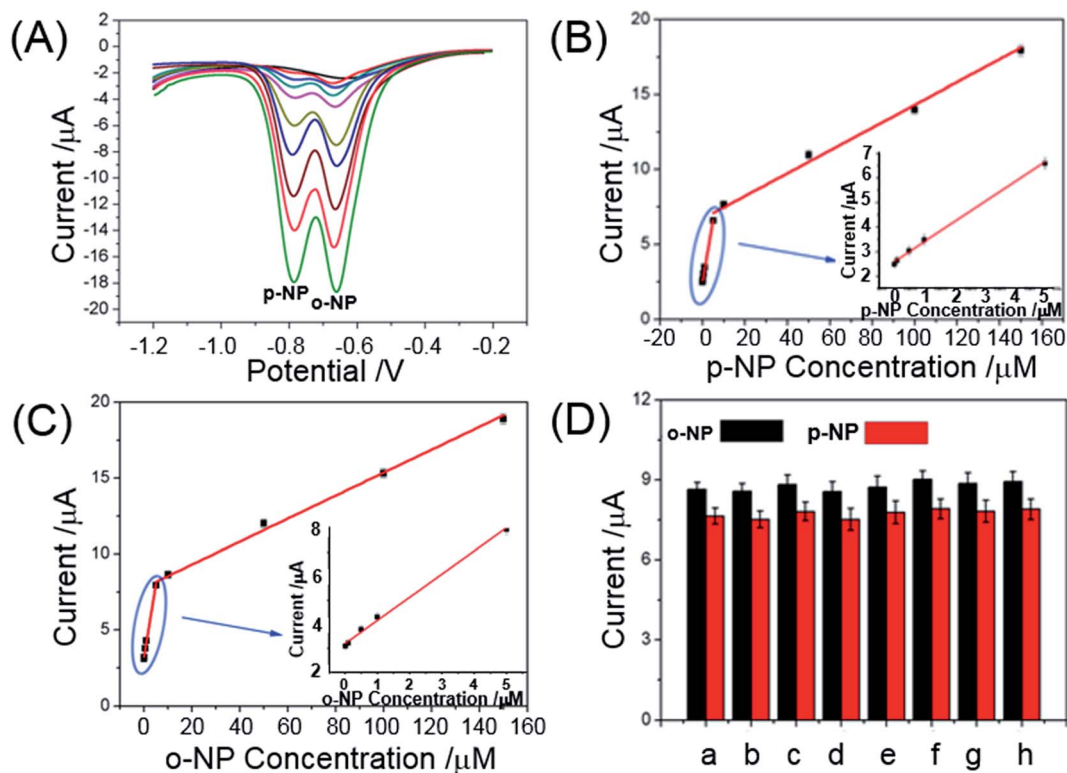 (A)
2
0
-2
-4
-6
-8
-10
-12
-14
-16
-18
-20
Current /μA
p-NP
o-NP
-1.2 -1.0 -0.8 -0.6 -0.4 -0.2
Potential /V
(B)
20
15
10
5
0
Current /μA
7
6
5
4
3
2
Current /μA
0 1 2 3 4 5
p-NP Concentration /μM
-20 0 20 40 60 80 100 120 140 160
p-NP Concentration /μM
(C)
20
15
10
5
0
Current /μA
8
6
4
2
Current /μA
0 1 2 3 4 5
o-NP Concentration /μM
0 20 40 60 80 100 120 140 160
o-NP Concentration /μM
(D)
12
9
6
3
0
Current /μA
o-NP p-NP
a b c d e f g h